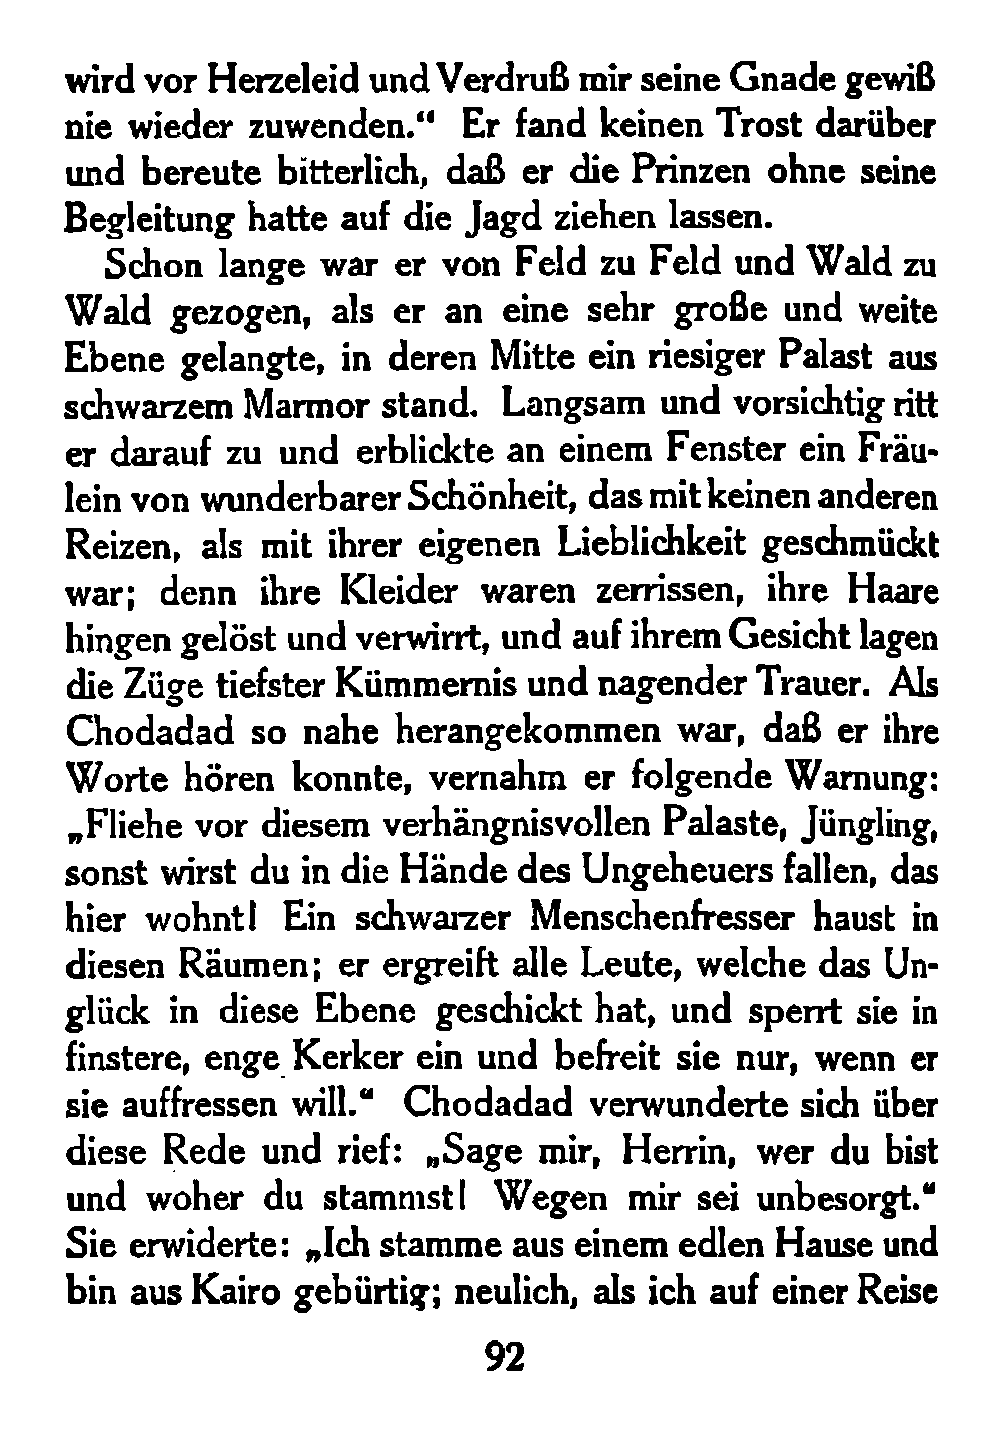 wird vor Herzeleid und Verdruß mir seine Gnade gewiß
nie wieder zuwenden.“ Er fand keinen Trost darüber
und bereute bitterlich, daß er die Prinzen ohne seine
Begleitung hatte auf die Jagd ziehen lassen.
Schon lange war er von Feld zu Feld und Wald zu
Wald gezogen, als er an eine sehr große und weite
Ebene gelangte, in deren Mitte ein riesiger Palast aus
schwarzem Marmor stand. Langsam und vorsichtig ritt
er darauf zu und erblickte an einem Fenster ein Fräu-
lein von wunderbarer Schönheit, das mit keinen anderen
Reizen, als mit ihrer eigenen Lieblichkeit geschmückt
war; denn ihre Kleider waren zerrissen, ihre Haare
hingen gelöst und verwirrt, und auf ihrem Gesicht lagen
die Züge tiefster Kümmernis und nagender Trauer. Als
Chodadad so nahe herangekommen war, daß er ihre
Worte hören konnte, vernahm er folgende Warnung:
„Fliehe vor diesem verhängnisvollen Palaste, Jüngling,
sonst wirst du in die Hände des Ungeheuers fallen, das
hier wohnt! Ein schwarzer Menschenfresser haust in
diesen Räumen; er ergreift alle Leute, welche das Un-
glück in diese Ebene geschickt hat, und sperrt sie in
finstere, enge Kerker ein und befreit sie nur, wenn er
sie auffressen will.“ Chodadad verwunderte sich über
diese Rede und rief: „Sage mir, Herrin, wer du bist
und woher du stammst! Wegen mir sei unbesorgt.“
Sie erwiderte: „Ich stamme aus einem edlen Hause und
bin aus Kairo gebürtig; neulich, als ich auf einer Reise
92